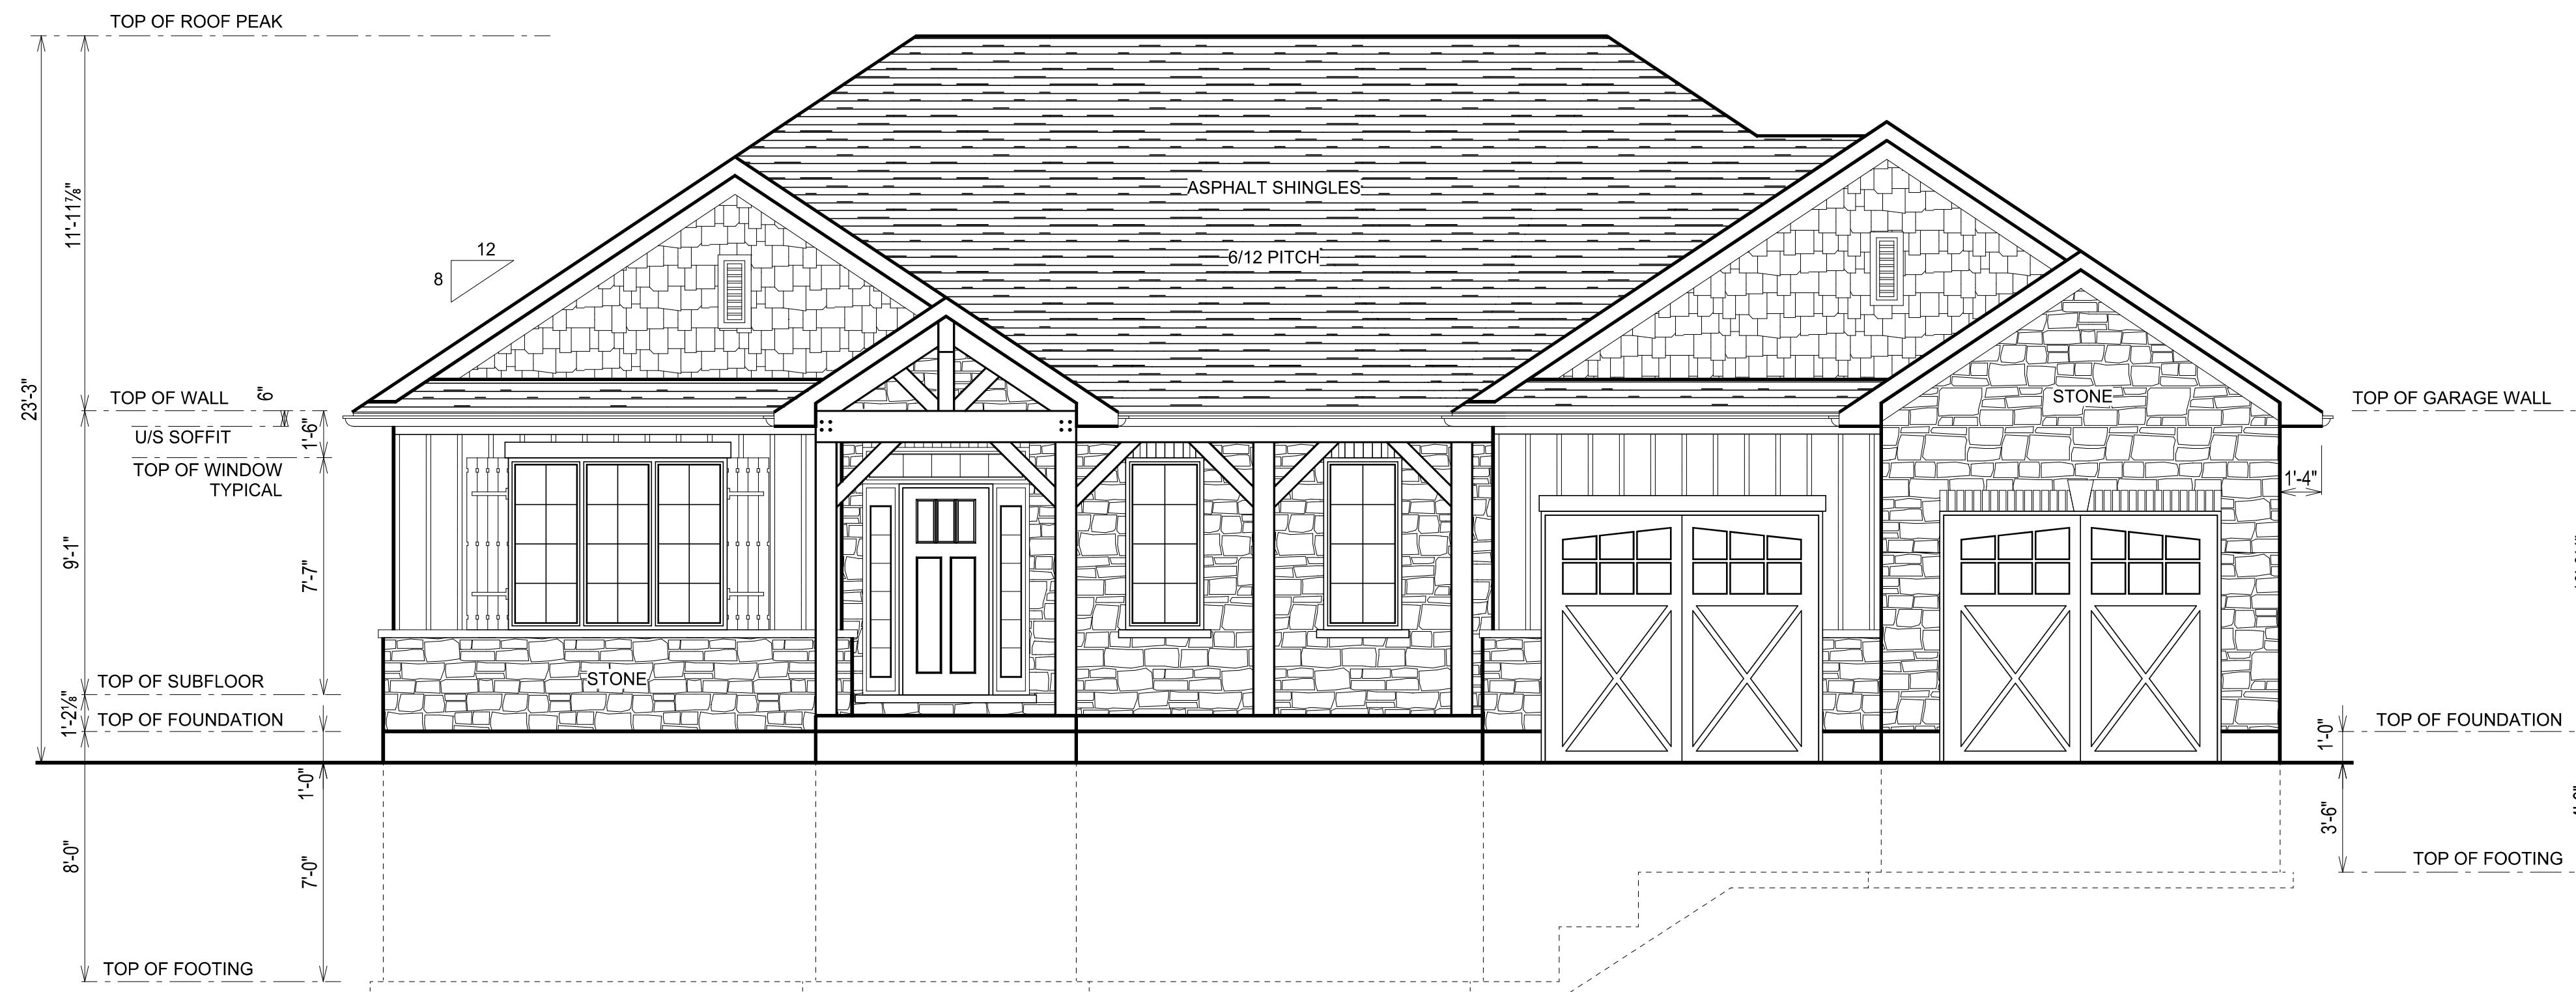 TOP OF ROOF PEAK
11'-11⅞"
23'-3"
ASPHALT SHINGLES
6/12 PITCH
12
8
TOP OF WALL
6"
U/S SOFFIT
1'-6"
TOP OF WINDOW
TYPICAL
9'-1"
7'-7"
TOP OF SUBFLOOR
1'-2⅛"
TOP OF FOUNDATION
1'-0"
8'-0"
7'-0"
TOP OF FOOTING
STONE
STONE
TOP OF GARAGE WALL
1'-4"
TOP OF FOUNDATION
1'-0"
3'-6"
TOP OF FOOTING